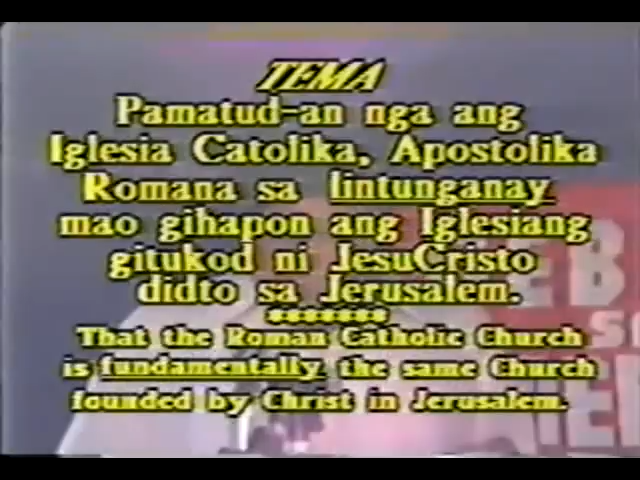 TEMA
Pamatud-an nga ang
Iglesia Catolika, Apostolika
Romana sa lintunganay
mao gihapon ang Iglesiang
gitukod ni JesuCristo
didto sa Jerusalem.
*******
That the Roman Catholic Church
is fundamentally the same Church
founded by Christ in Jerusalem.